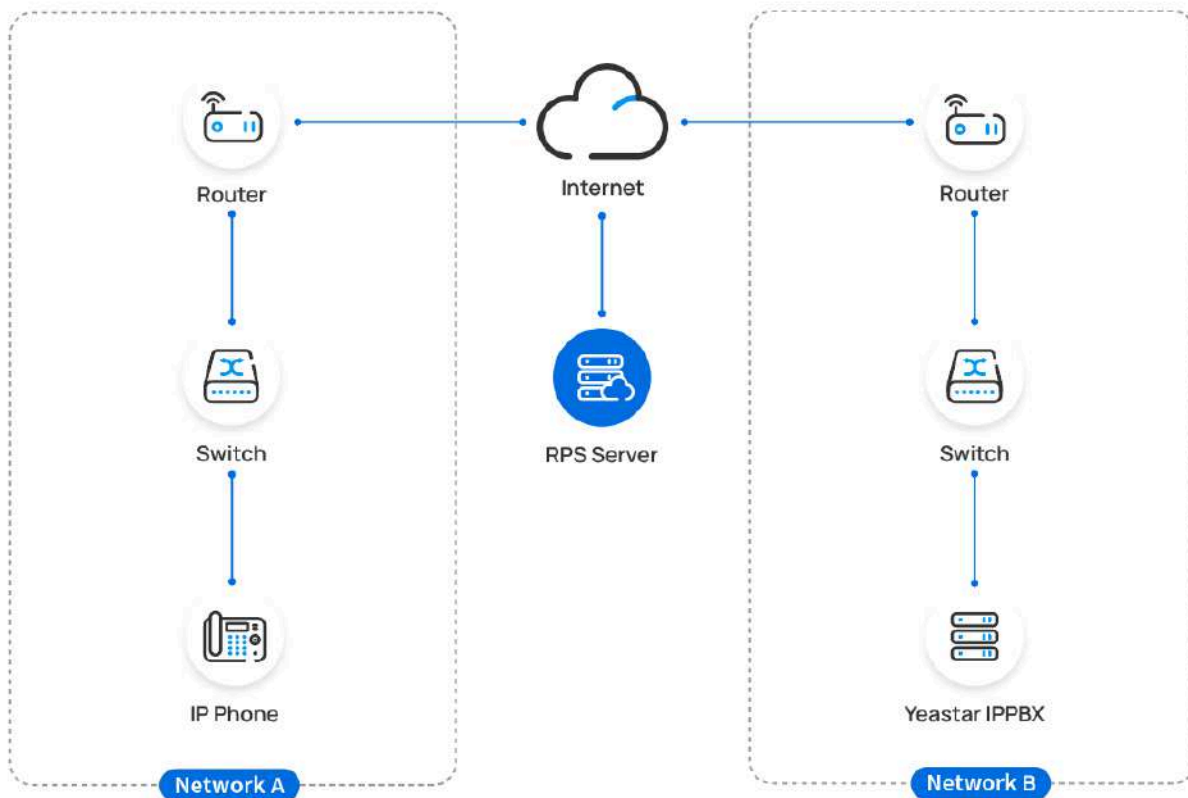 Router
Internet
Router
Switch
RPS Server
Switch
IP Phone
Yeastar IPPBX
Network A
Network B